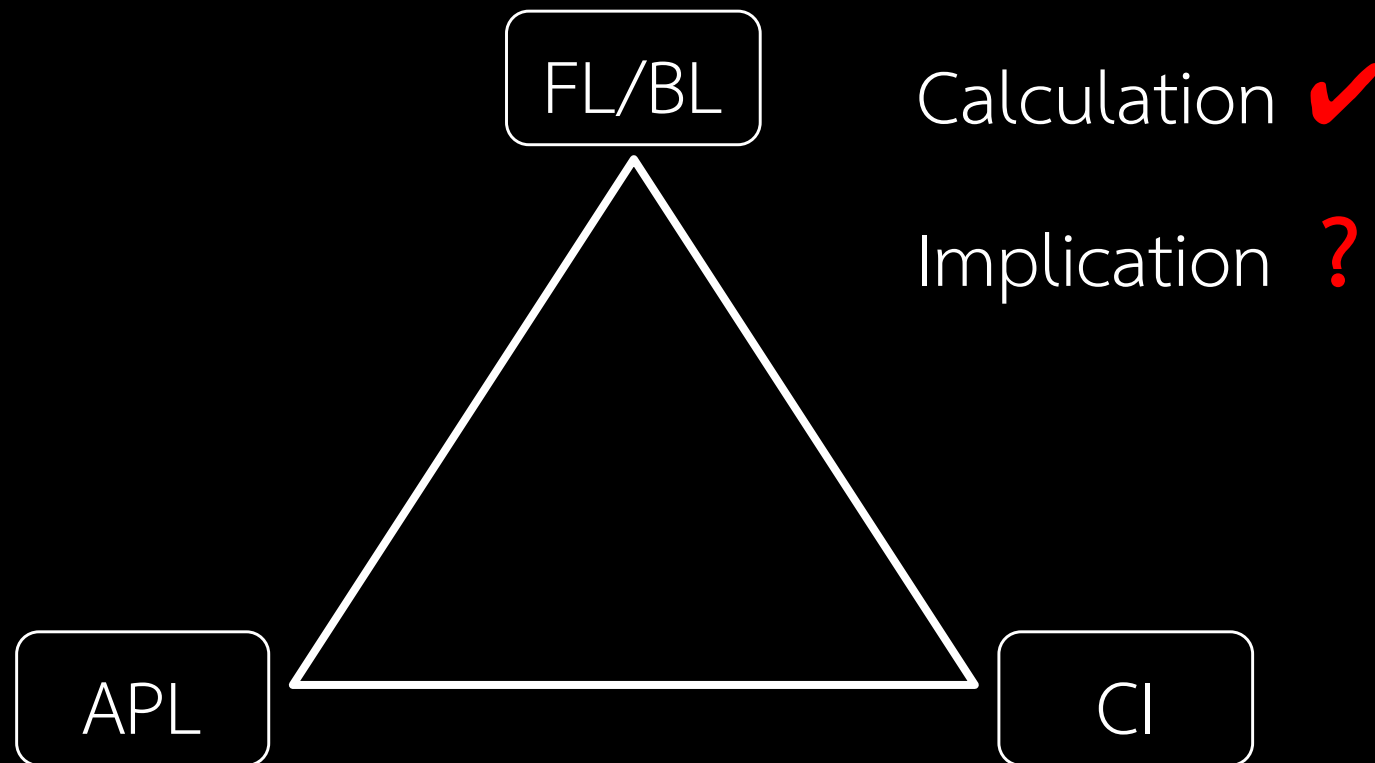 FL/BL
Calculation ✔
Implication ?
APL
CI